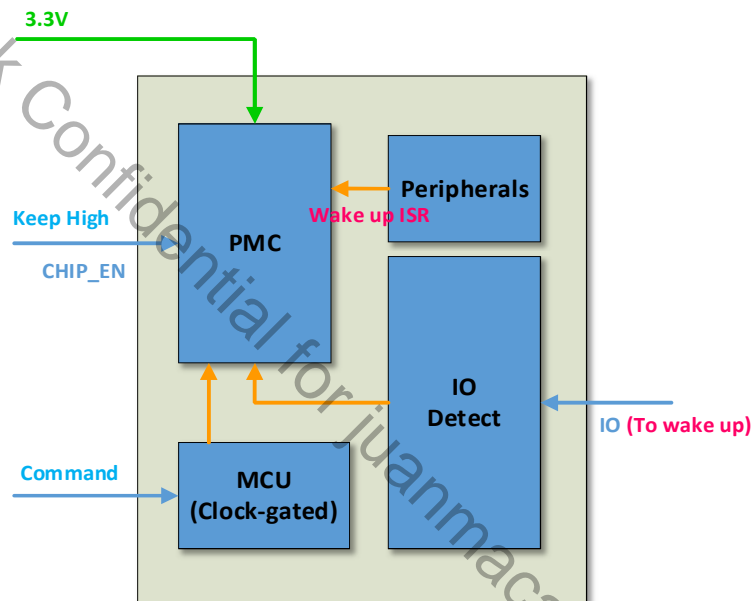 3.3V
Peripherals
Wake up ISR
Keep High
PMC
CHIP_EN
IO
Detect
IO (To wake up)
Command
MCU
(Clock-gated)
k Confidential for juanmaca